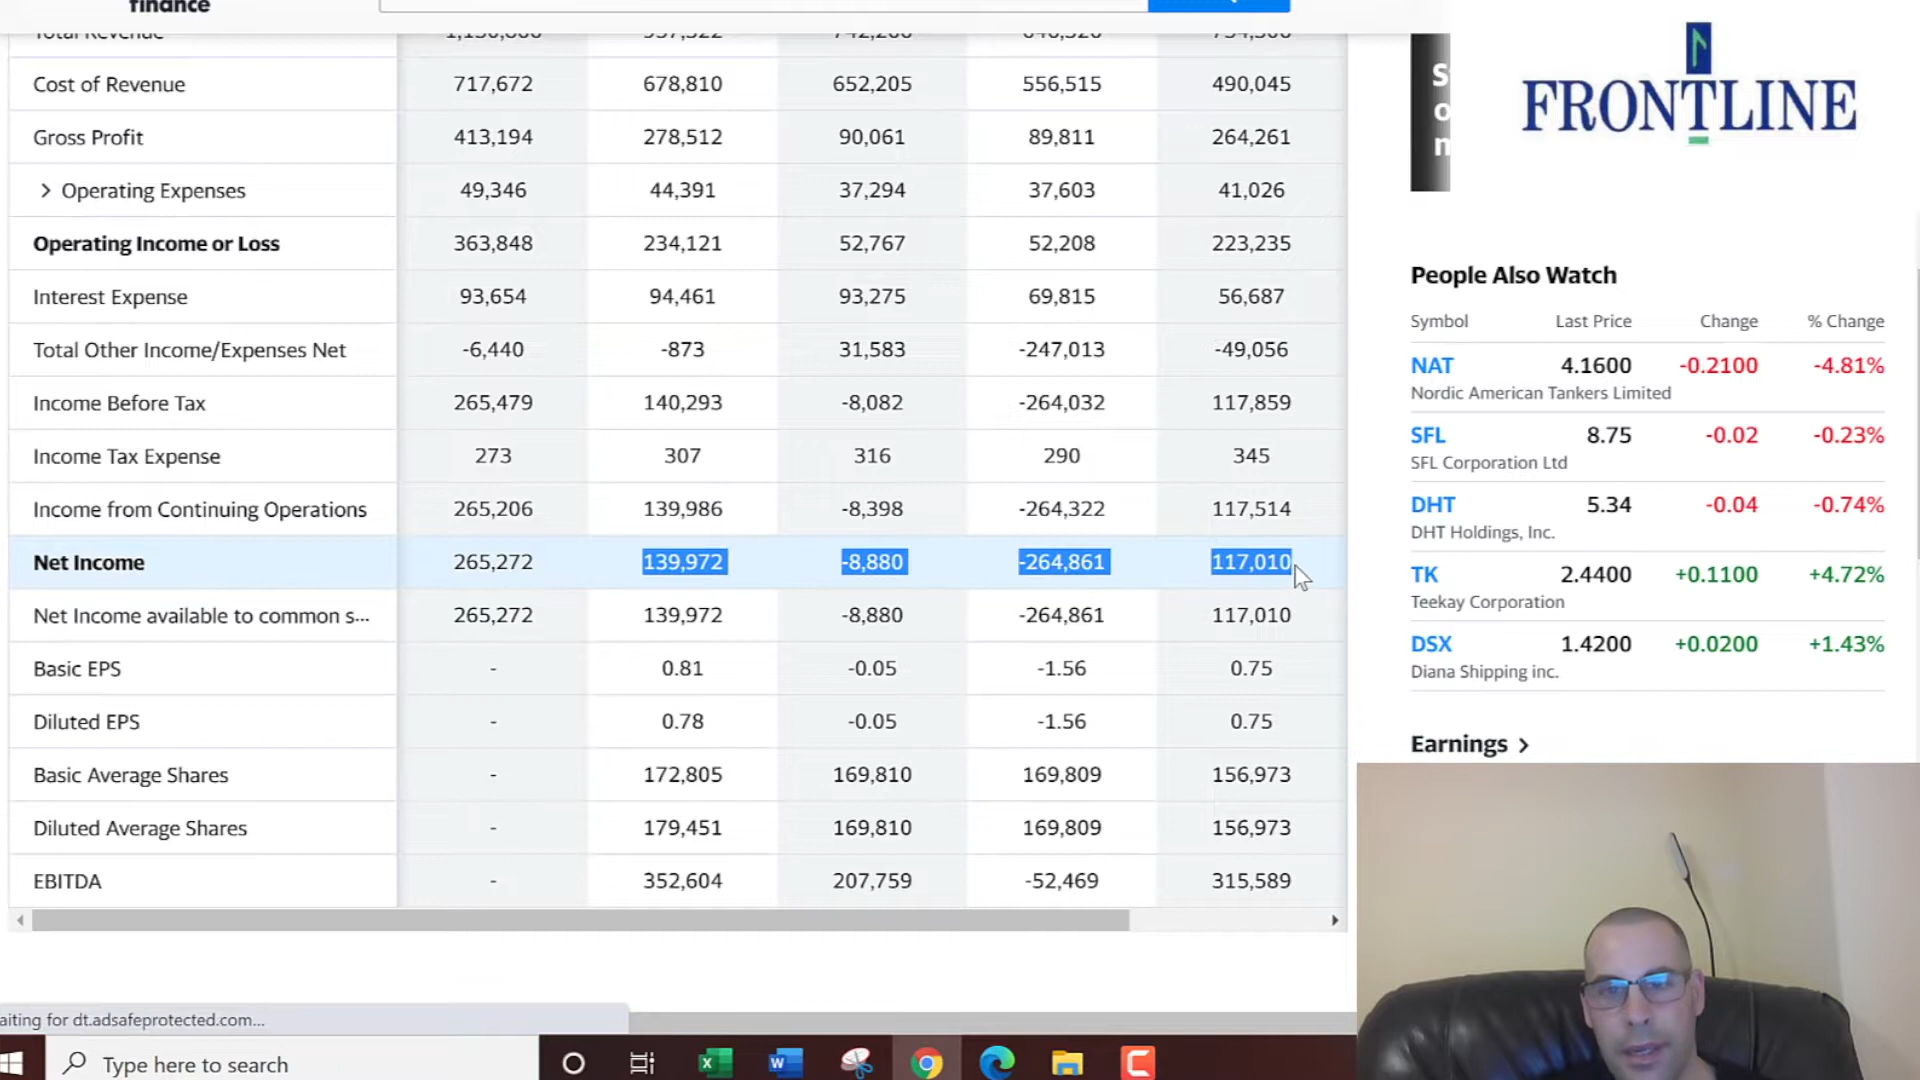 finance
Total Revenue
Cost of Revenue 717,672 678,810 652,205 556,515 490,045
Gross Profit 413,194 278,512 90,061 89,811 264,261
Operating Expenses 49,346 44,391 37,294 37,603 41,026
Operating Income or Loss 363,848 234,121 52,767 52,208 223,235
Interest Expense 93,654 94,461 93,275 69,815 56,687
Total Other Income/Expenses Net -6,440 -873 31,583 -247,013 -49,056
Income Before Tax 265,479 140,293 -8,082 -264,032 117,859
Income Tax Expense 273 307 316 290 345
Income from Continuing Operations 265,206 139,986 -8,398 -264,322 117,514
Net Income 265,272 139,972 -8,880 -264,861 117,010
Net Income available to common s... 265,272 139,972 -8,880 -264,861 117,010
Basic EPS - 0.81 -0.05 -1.56 0.75
Diluted EPS - 0.78 -0.05 -1.56 0.75
Basic Average Shares - 172,805 169,810 169,809 156,973
Diluted Average Shares - 179,451 169,810 169,809 156,973
EBITDA - 352,604 207,759 -52,469 315,589
S
o
n
FRONTLINE
People Also Watch
Symbol Last Price Change % Change
NAT 4.1600 -0.2100 -4.81%
Nordic American Tankers Limited
SFL 8.75 -0.02 -0.23%
SFL Corporation Ltd
DHT 5.34 -0.04 -0.74%
DHT Holdings, Inc.
TK 2.4400 +0.1100 +4.72%
Teekay Corporation
DSX 1.4200 +0.0200 +1.43%
Diana Shipping inc.
Earnings
aiting for dt.adsafeprotected.com...
Type here to search